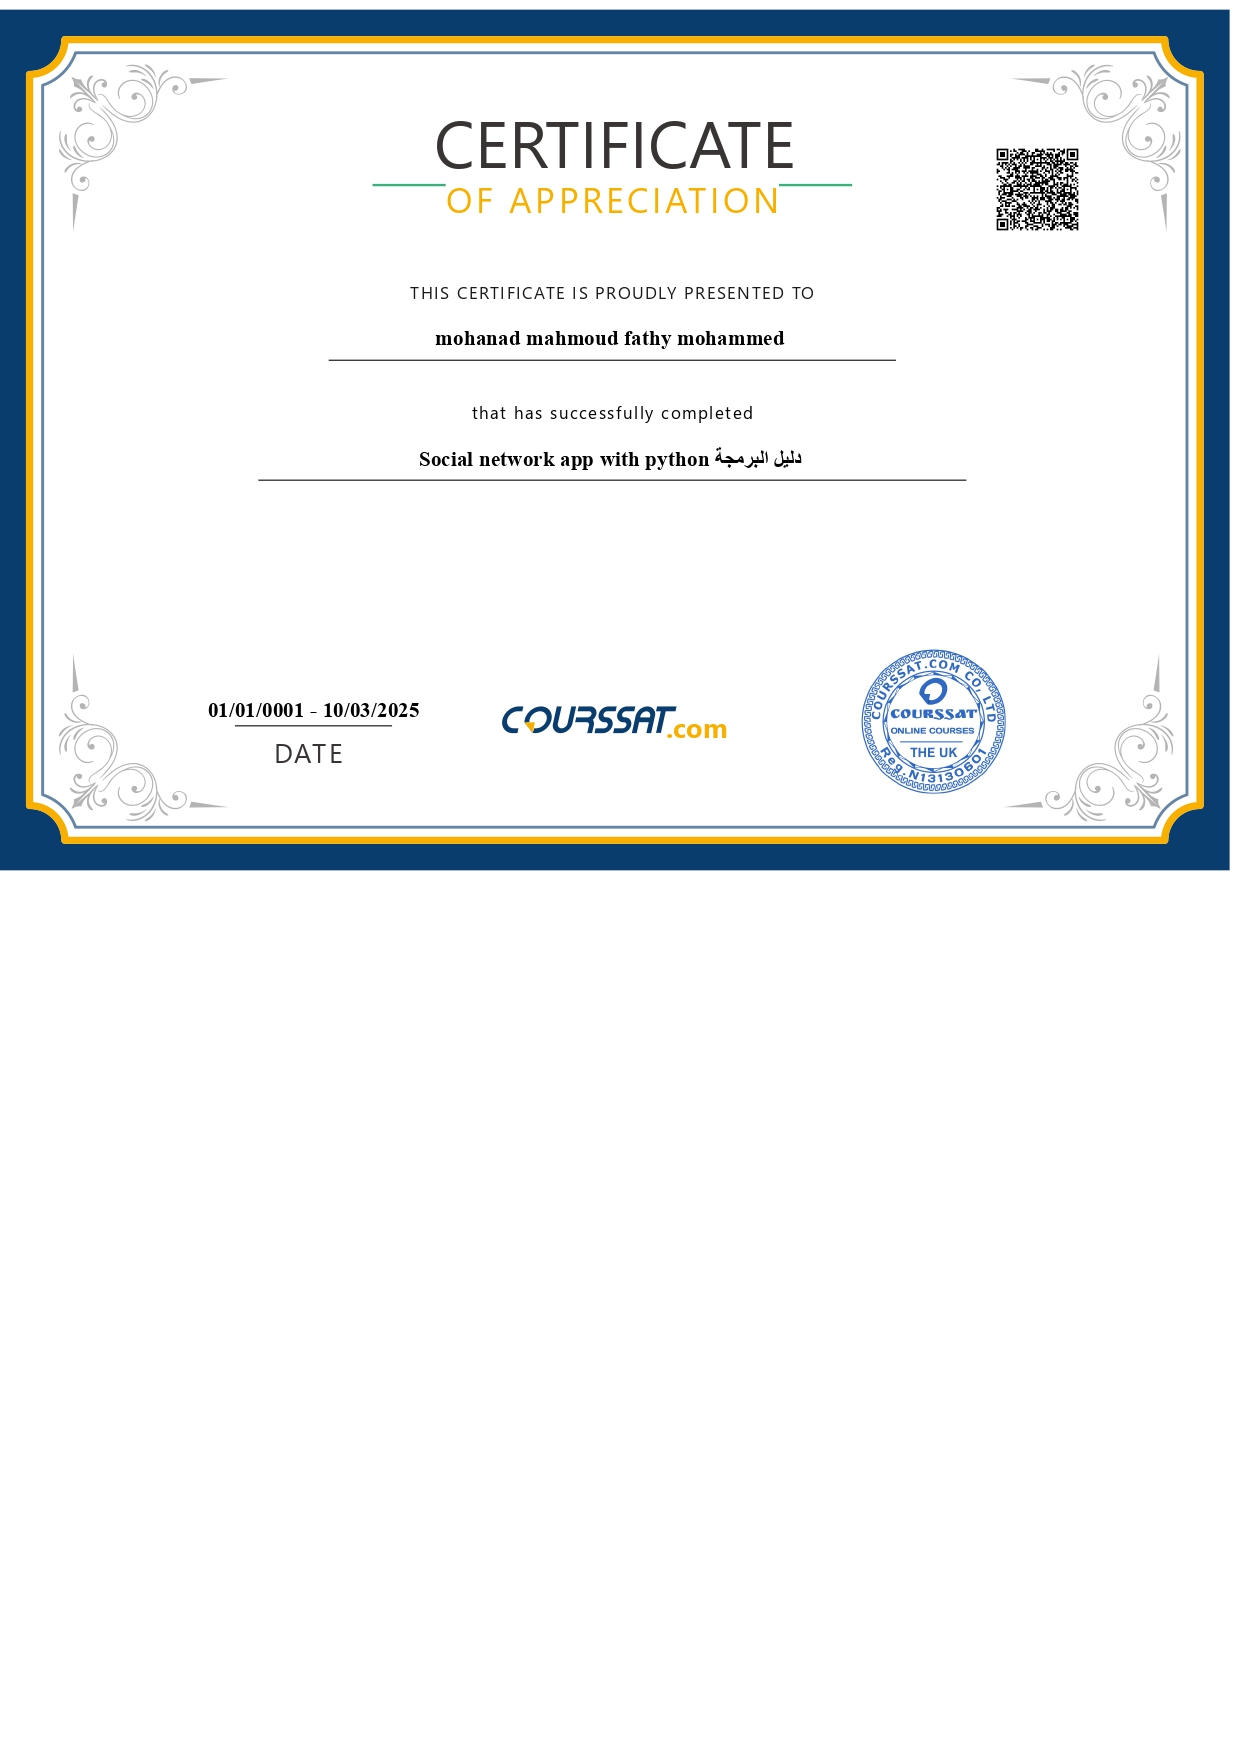 CERTIFICATE
OF APPRECIATION
THIS CERTIFICATE IS PROUDLY PRESENTED TO
mohanad mahmoud fathy mohammed
that has successfully completed
Social network app with python دليل البرمجة
01/01/0001 - 10/03/2025
DATE
COURSSAT.com
COURSSAT.COM CO, LTD
COURSSAT
ONLINE COURSES
THE UK
Reg.N13130601